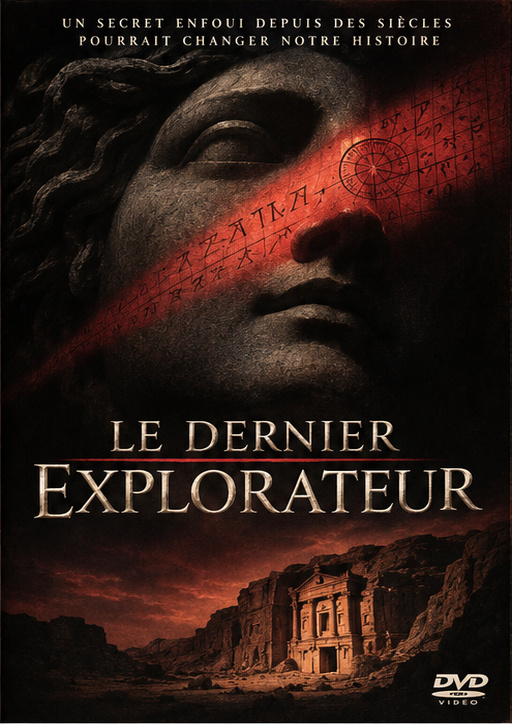 UN SECRET ENFOUI DEPUIS DES SIÈCLES
POURRAIT CHANGER NOTRE HISTOIRE
LE DERNIER
EXPLORATEUR
DVD
VIDEO